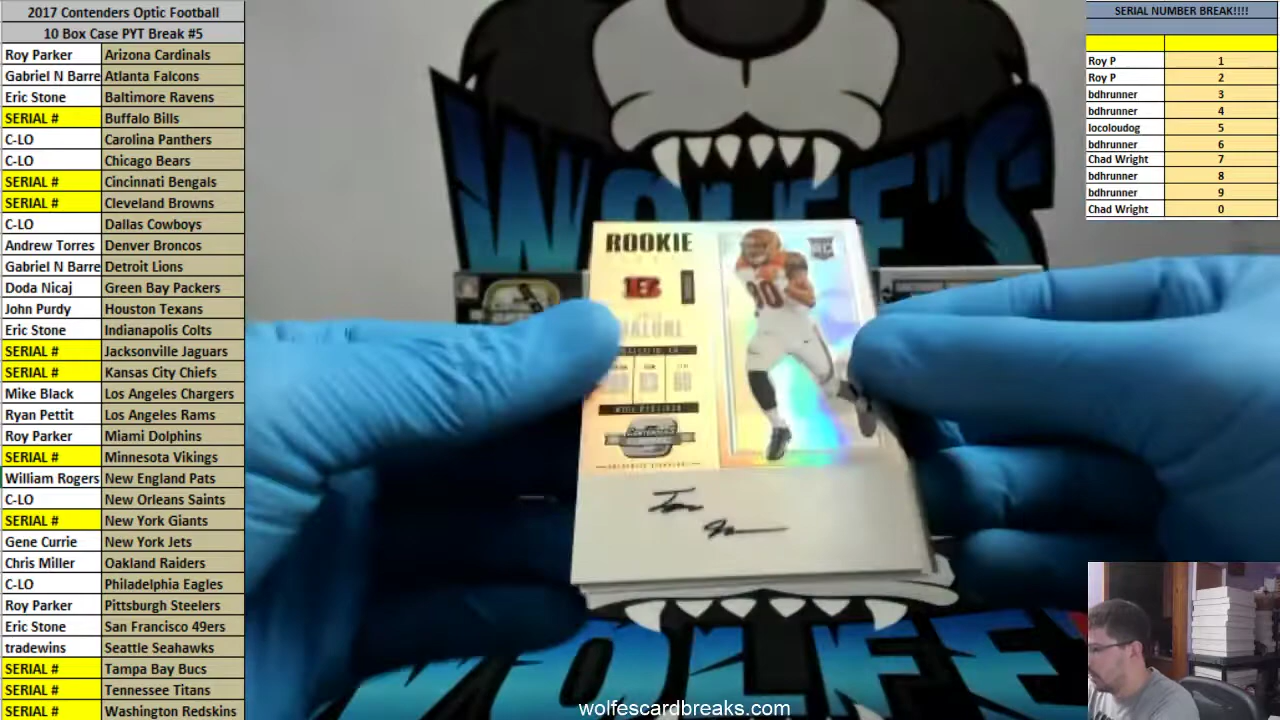 2017 Contenders Optic Football
10 Box Case PYT Break #5
Roy Parker Arizona Cardinals
Gabriel N Barre Atlanta Falcons
Eric Stone Baltimore Ravens
SERIAL # Buffalo Bills
C-LO Carolina Panthers
C-LO Chicago Bears
SERIAL # Cincinnati Bengals
SERIAL # Cleveland Browns
C-LO Dallas Cowboys
Andrew Torres Denver Broncos
Gabriel N Barre Detroit Lions
Doda Nicaj Green Bay Packers
John Purdy Houston Texans
Eric Stone Indianapolis Colts
SERIAL # Jacksonville Jaguars
SERIAL # Kansas City Chiefs
Mike Black Los Angeles Chargers
Ryan Pettit Los Angeles Rams
Roy Parker Miami Dolphins
SERIAL # Minnesota Vikings
William Rogers New England Pats
C-LO New Orleans Saints
SERIAL # New York Giants
Gene Currie New York Jets
Chris Miller Oakland Raiders
C-LO Philadelphia Eagles
Roy Parker Pittsburgh Steelers
Eric Stone San Francisco 49ers
tradewins Seattle Seahawks
SERIAL # Tampa Bay Bucs
SERIAL # Tennessee Titans
SERIAL # Washington Redskins
WOLFE'S
ROOKIE
MALONE
80
CONTENDERS
WOLFE
wolfescardbreaks.com
SERIAL NUMBER BREAK!!!!
Roy P 1
Roy P 2
bdhrunner 3
bdhrunner 4
locoloudog 5
bdhrunner 6
Chad Wright 7
bdhrunner 8
bdhrunner 9
Chad Wright 0